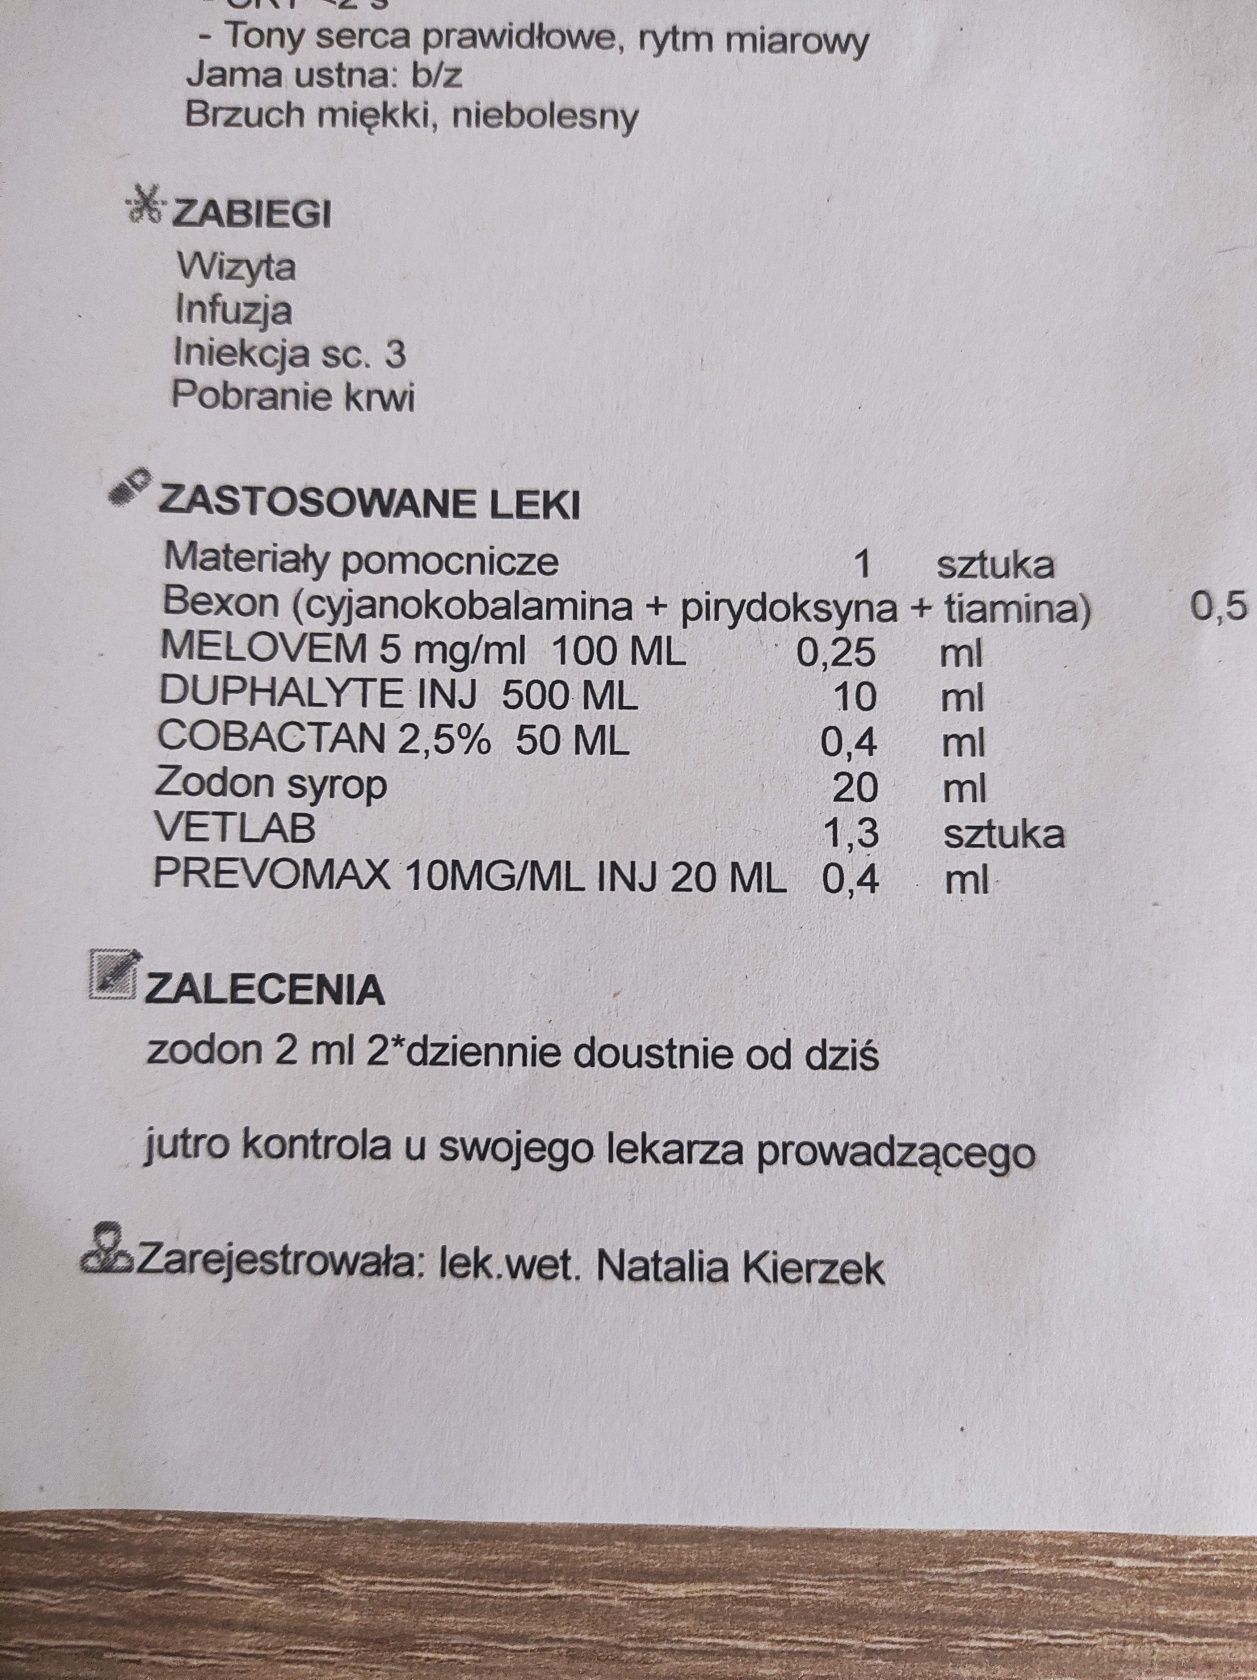 - CRT <2 s
- Tony serca prawidłowe, rytm miarowy
Jama ustna: b/z
Brzuch miękki, niebolesny
ZABIEGI
Wizyta
Infuzja
Iniekcja sc. 3
Pobranie krwi
ZASTOSOWANE LEKI
Materiały pomocnicze 1 sztuka
Bexon (cyjanokobalamina + pirydoksyna + tiamina) 0,5
MELOVEM 5 mg/ml 100 ML 0,25 ml
DUPHALYTE INJ 500 ML 10 ml
COBACTAN 2,5% 50 ML 0,4 ml
Zodon syrop 20 ml
VETLAB 1,3 sztuka
PREVOMAX 10MG/ML INJ 20 ML 0,4 ml
ZALECENIA
zodon 2 ml 2*dziennie doustnie od dziś
jutro kontrola u swojego lekarza prowadzącego
Zarejestrowała: lek.wet. Natalia Kierzek